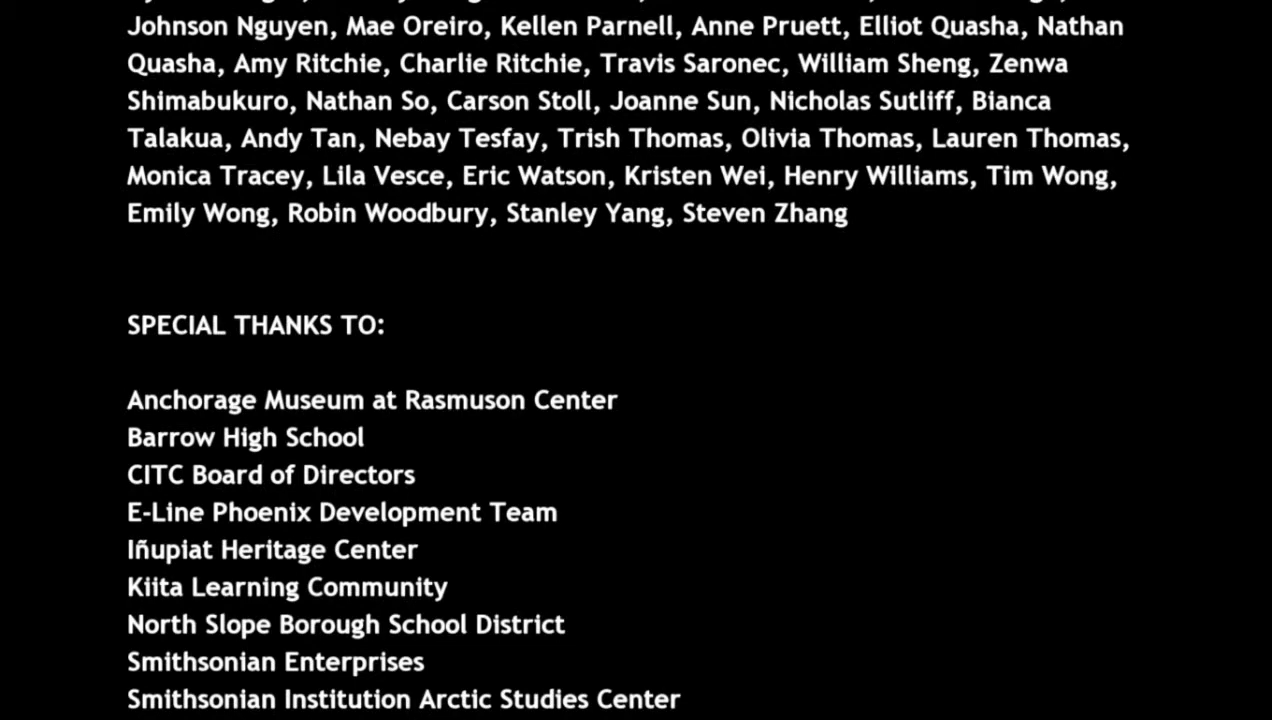 Johnson Nguyen, Mae Oreiro, Kellen Parnell, Anne Pruett, Elliot Quasha, Nathan
Quasha, Amy Ritchie, Charlie Ritchie, Travis Saronec, William Sheng, Zenwa
Shimabukuro, Nathan So, Carson Stoll, Joanne Sun, Nicholas Sutliff, Bianca
Talakua, Andy Tan, Nebay Tesfay, Trish Thomas, Olivia Thomas, Lauren Thomas,
Monica Tracey, Lila Vesce, Eric Watson, Kristen Wei, Henry Williams, Tim Wong,
Emily Wong, Robin Woodbury, Stanley Yang, Steven Zhang
SPECIAL THANKS TO:
Anchorage Museum at Rasmuson Center
Barrow High School
CITC Board of Directors
E-Line Phoenix Development Team
Iñupiat Heritage Center
Kiita Learning Community
North Slope Borough School District
Smithsonian Enterprises
Smithsonian Institution Arctic Studies Center